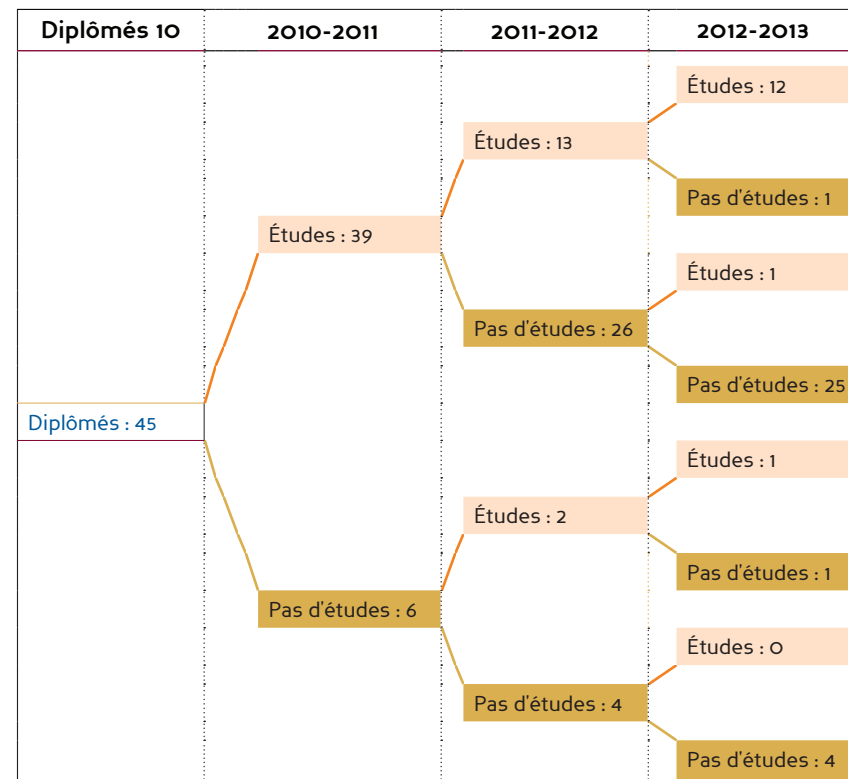 Diplômés 10 2010-2011 2011-2012 2012-2013
Études : 12
Études : 13
Pas d'études : 1
Études : 39
Études : 1
Pas d'études : 26
Pas d'études : 25
Diplômés : 45
Études : 1
Études : 2
Pas d'études : 1
Pas d'études : 6
Études : 0
Pas d'études : 4
Pas d'études : 4